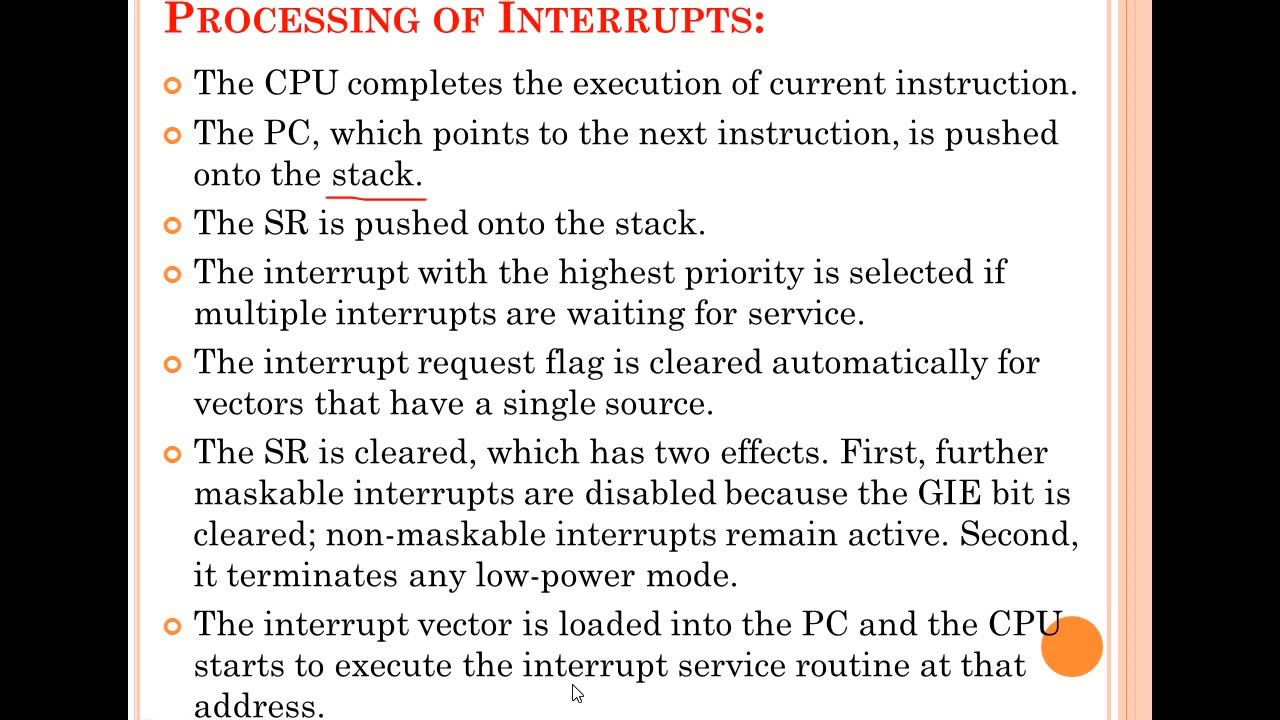 PROCESSING OF INTERRUPTS:
The CPU completes the execution of current instruction.
The PC, which points to the next instruction, is pushed
onto the stack.
The SR is pushed onto the stack.
The interrupt with the highest priority is selected if
multiple interrupts are waiting for service.
The interrupt request flag is cleared automatically for
vectors that have a single source.
The SR is cleared, which has two effects. First, further
maskable interrupts are disabled because the GIE bit is
cleared; non-maskable interrupts remain active. Second,
it terminates any low-power mode.
The interrupt vector is loaded into the PC and the CPU
starts to execute the interrupt service routine at that
address.